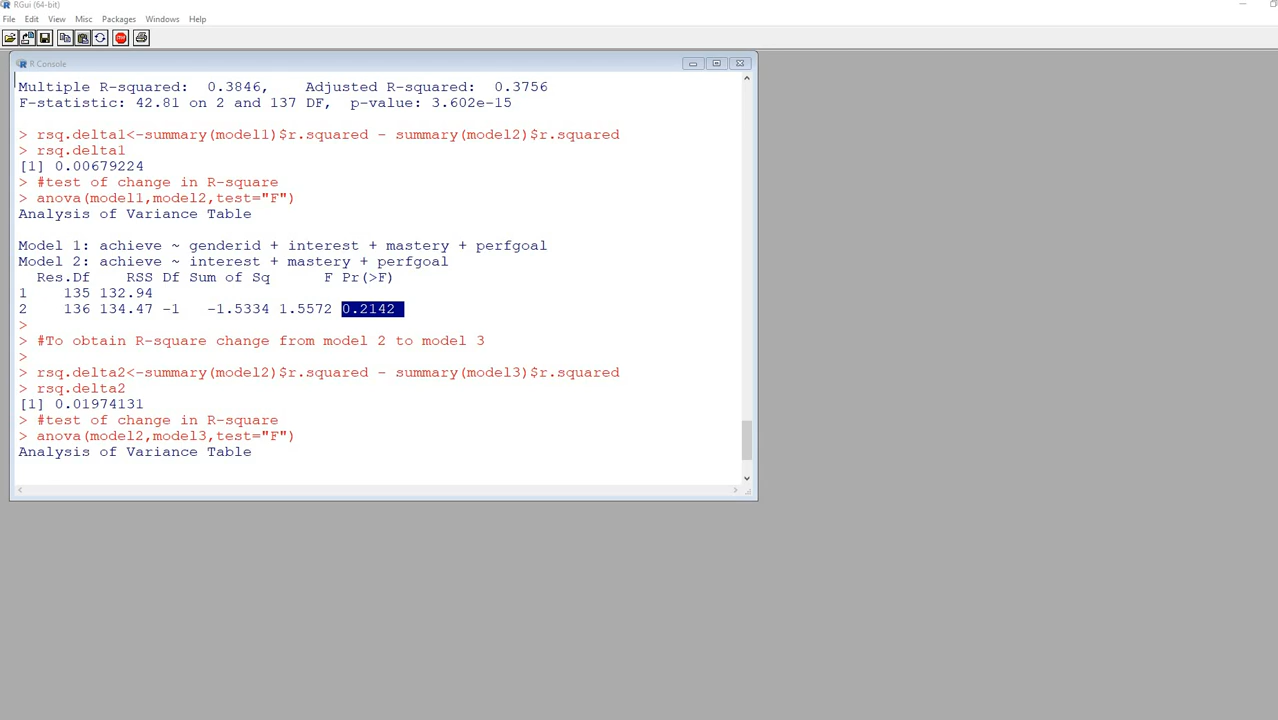 RGui (64-bit)
File Edit View Misc Packages Windows Help
R Console
Multiple R-squared:  0.3846,    Adjusted R-squared:  0.3756
F-statistic: 42.81 on 2 and 137 DF,  p-value: 3.602e-15
> rsq.delta1<-summary(model1)$r.squared - summary(model2)$r.squared
> rsq.delta1
[1] 0.00679224
> #test of change in R-square
> anova(model1,model2,test="F")
Analysis of Variance Table
Model 1: achieve ~ genderid + interest + mastery + perfgoal
Model 2: achieve ~ interest + mastery + perfgoal
  Res.Df    RSS Df Sum of Sq      F Pr(>F)
1    135 132.94
2    136 134.47 -1   -1.5334 1.5572 0.2142
>
> #To obtain R-square change from model 2 to model 3
>
> rsq.delta2<-summary(model2)$r.squared - summary(model3)$r.squared
> rsq.delta2
[1] 0.01974131
> #test of change in R-square
> anova(model2,model3,test="F")
Analysis of Variance Table